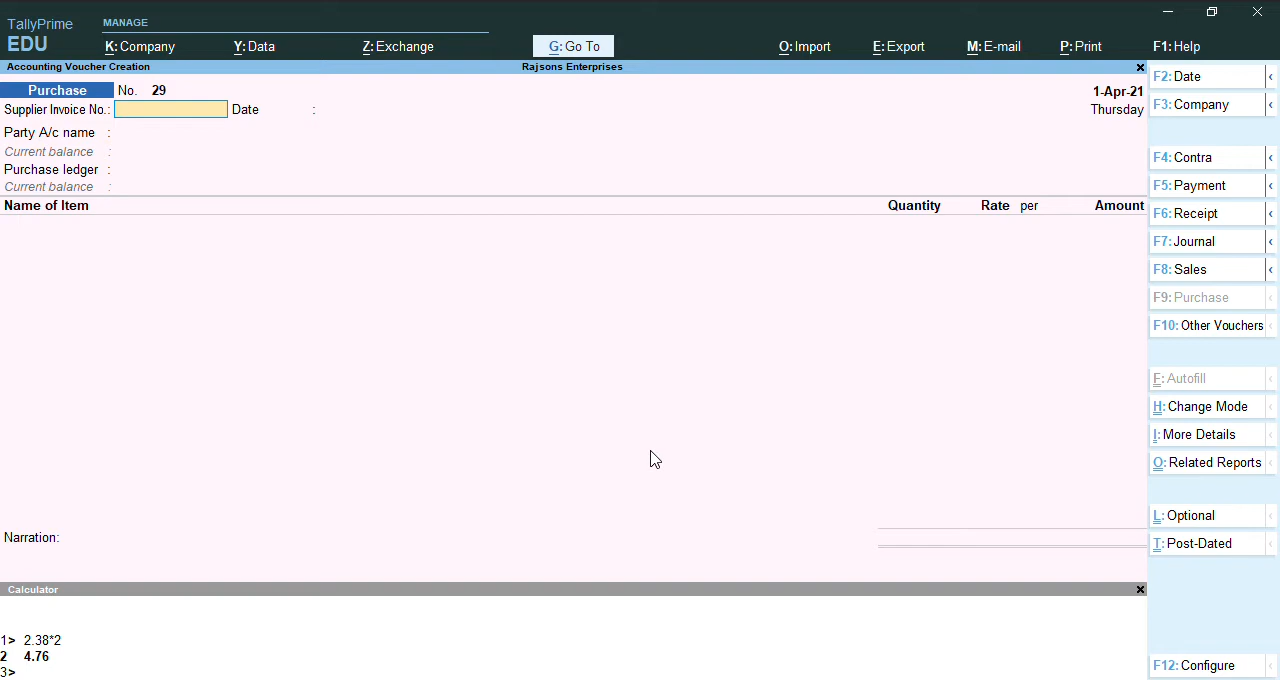 TallyPrime
EDU
MANAGE
K: Company Y: Data Z: Exchange G: Go To O: Import E: Export M: E-mail P: Print F1: Help
Accounting Voucher Creation Rajsons Enterprises
Purchase No. 29 1-Apr-21
Supplier Invoice No.: Date : Thursday
Party A/c name :
Current balance :
Purchase ledger :
Current balance :
Name of Item Quantity Rate per Amount
Narration:
Calculator
1> 2.38*2
2 4.76
3>
F2: Date
F3: Company
F4: Contra
F5: Payment
F6: Receipt
F7: Journal
F8: Sales
F9: Purchase
F10: Other Vouchers
F: Autofill
H: Change Mode
I: More Details
O: Related Reports
L: Optional
T: Post-Dated
F12: Configure